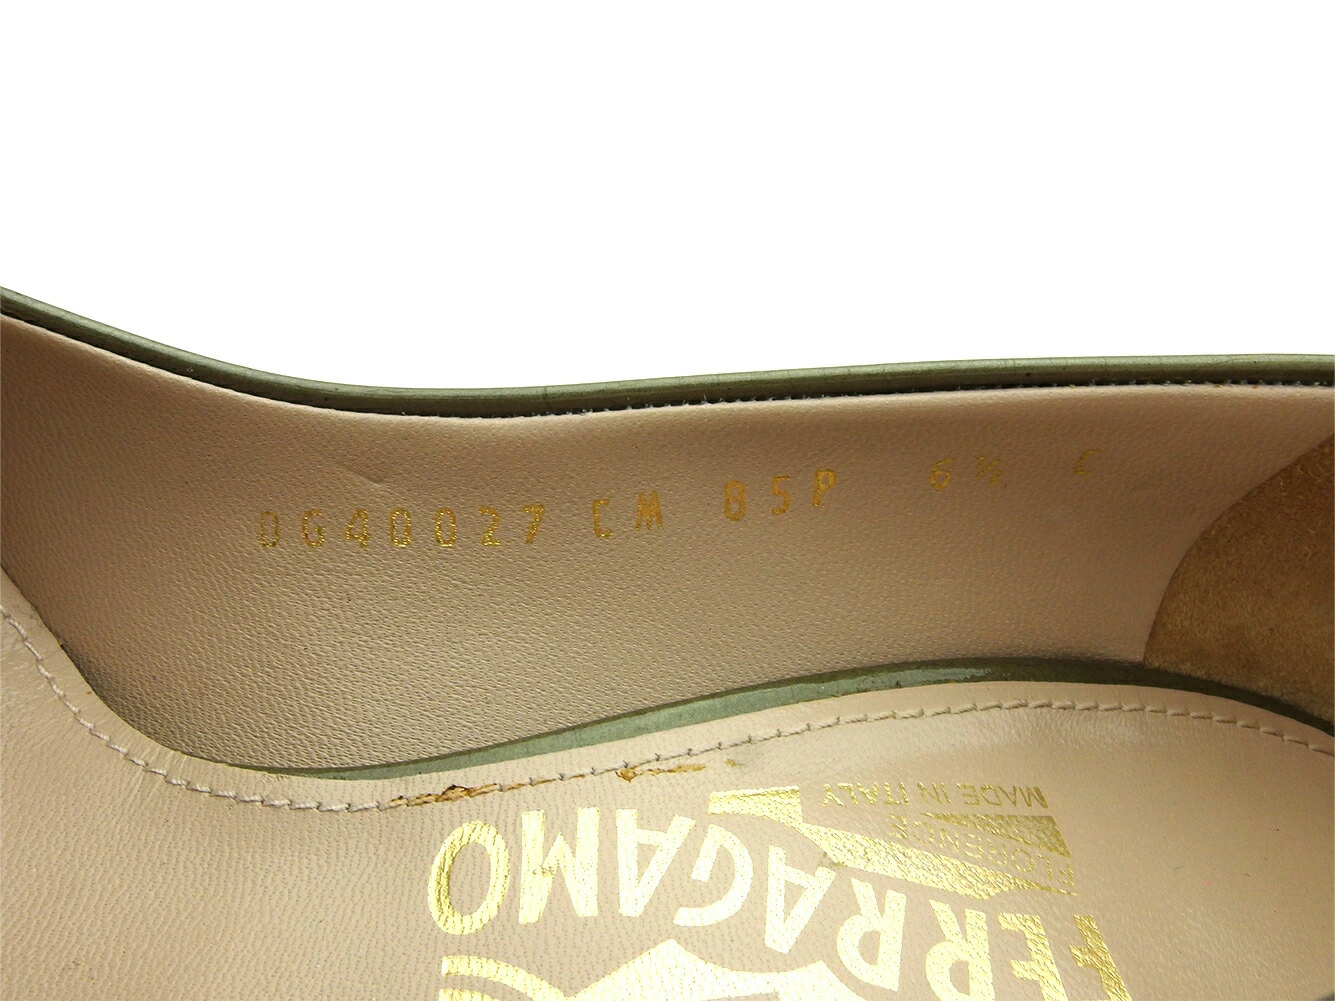 DG40027 CM 85P 6½ C
FERRAGAMO
FLORENCE
MADE IN ITALY